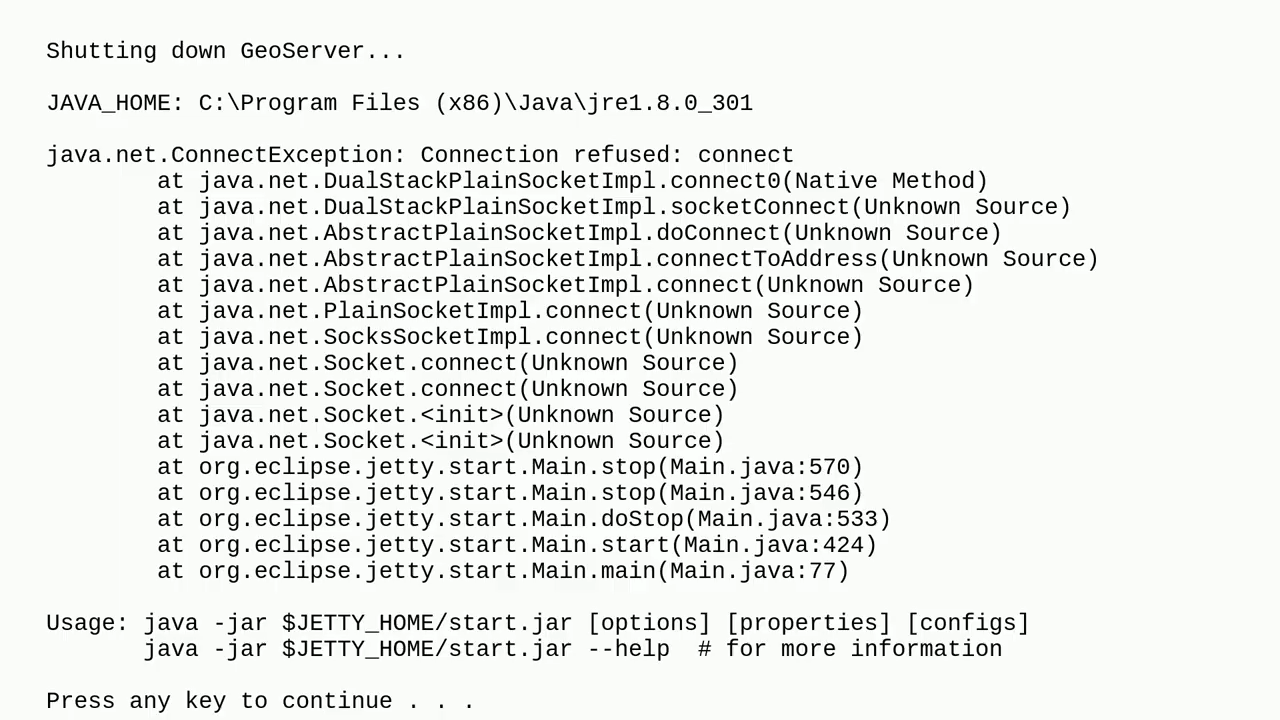 Shutting down GeoServer...
JAVA_HOME: C:\Program Files (x86)\Java\jre1.8.0_301
java.net.ConnectException: Connection refused: connect
at java.net.DualStackPlainSocketImpl.connect0(Native Method)
at java.net.DualStackPlainSocketImpl.socketConnect(Unknown Source)
at java.net.AbstractPlainSocketImpl.doConnect(Unknown Source)
at java.net.AbstractPlainSocketImpl.connectToAddress(Unknown Source)
at java.net.AbstractPlainSocketImpl.connect(Unknown Source)
at java.net.PlainSocketImpl.connect(Unknown Source)
at java.net.SocksSocketImpl.connect(Unknown Source)
at java.net.Socket.connect(Unknown Source)
at java.net.Socket.connect(Unknown Source)
at java.net.Socket.<init>(Unknown Source)
at java.net.Socket.<init>(Unknown Source)
at org.eclipse.jetty.start.Main.stop(Main.java:570)
at org.eclipse.jetty.start.Main.stop(Main.java:546)
at org.eclipse.jetty.start.Main.doStop(Main.java:533)
at org.eclipse.jetty.start.Main.start(Main.java:424)
at org.eclipse.jetty.start.Main.main(Main.java:77)
Usage: java -jar $JETTY_HOME/start.jar [options] [properties] [configs]
java -jar $JETTY_HOME/start.jar --help  # for more information
Press any key to continue . . .